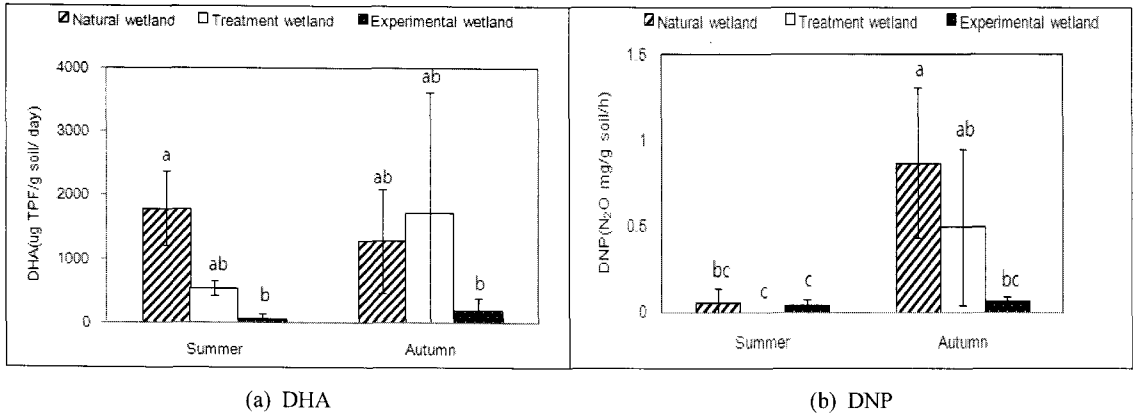 Natural wetland Treatment wetland Experimental wetland
4000
3000
2000
1000
0
DHA(ug TPF/g soil/ day)
a
ab
b
ab
ab
b
Summer Autumn
(a) DHA
Natural wetland Treatment wetland Experimental wetland
1.5
1
0.5
0
DNP(N₂O mg/g soil/h)
bc
c
c
a
ab
bc
Summer Autumn
(b) DNP